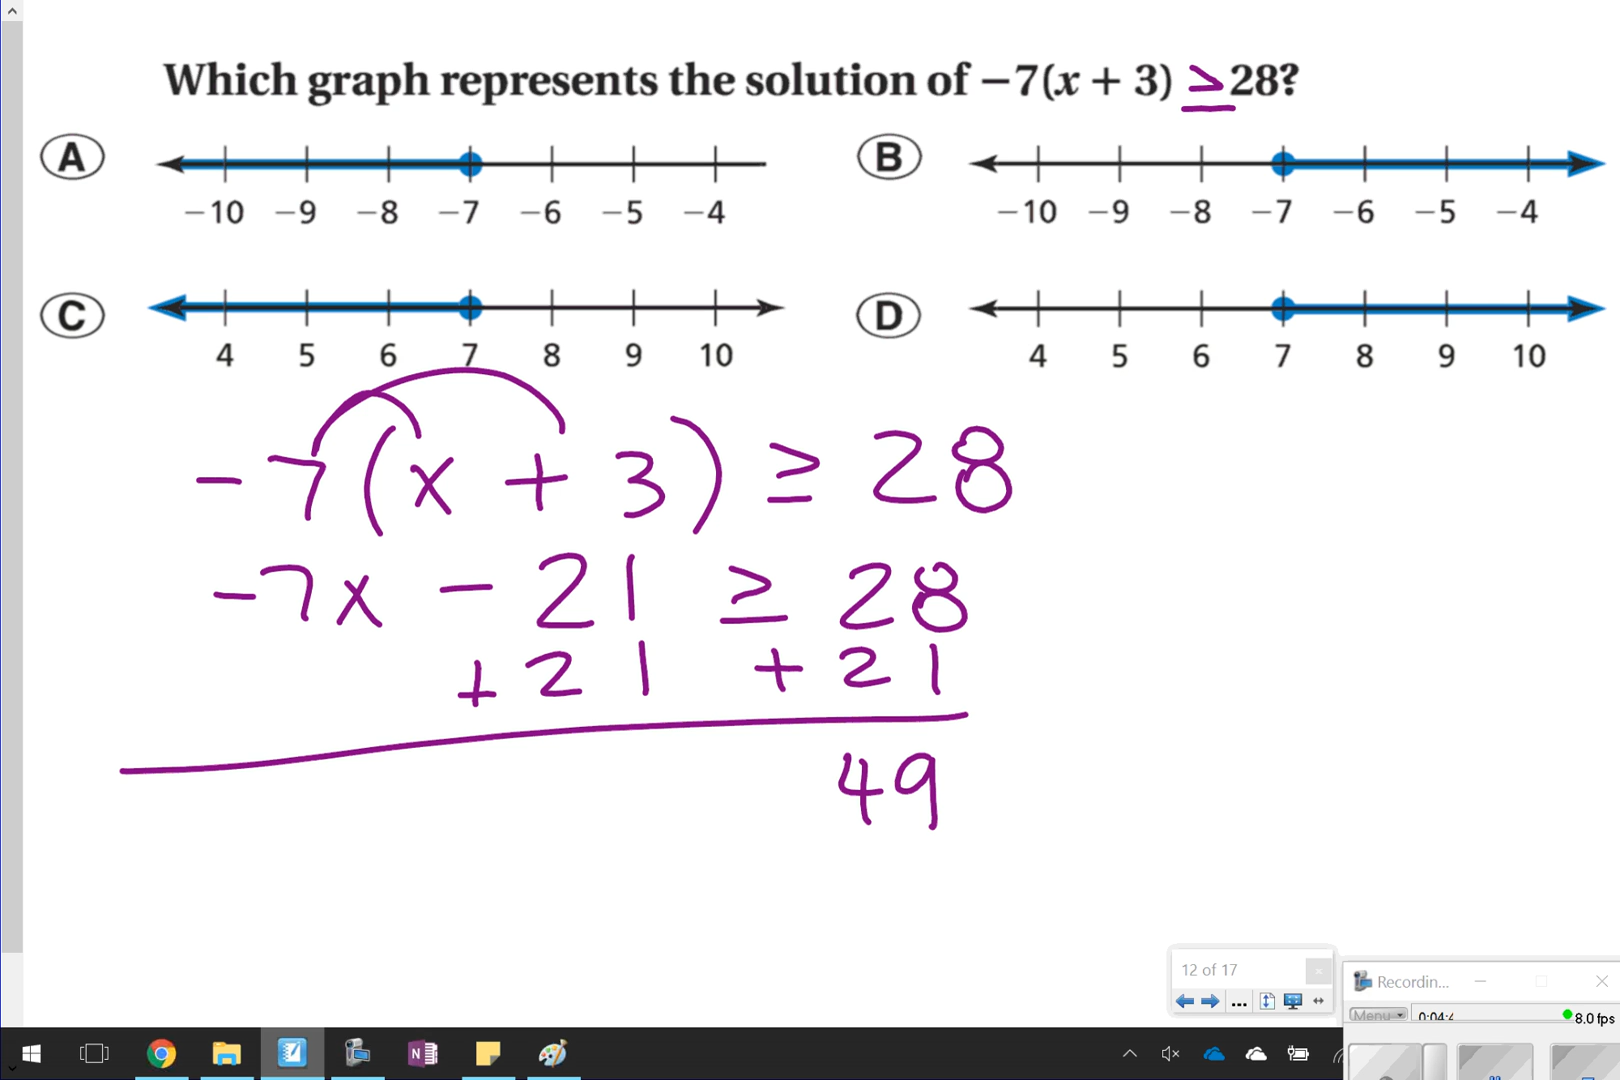 Which graph represents the solution of −7(x + 3) ≥ 28?
A
−10 −9 −8 −7 −6 −5 −4
B
−10 −9 −8 −7 −6 −5 −4
C
4 5 6 7 8 9 10
D
4 5 6 7 8 9 10
-7(x + 3) ≥ 28
-7x - 21 ≥ 28
+21 +21
49
12 of 17
Recordin...
Menu
8.0 fps